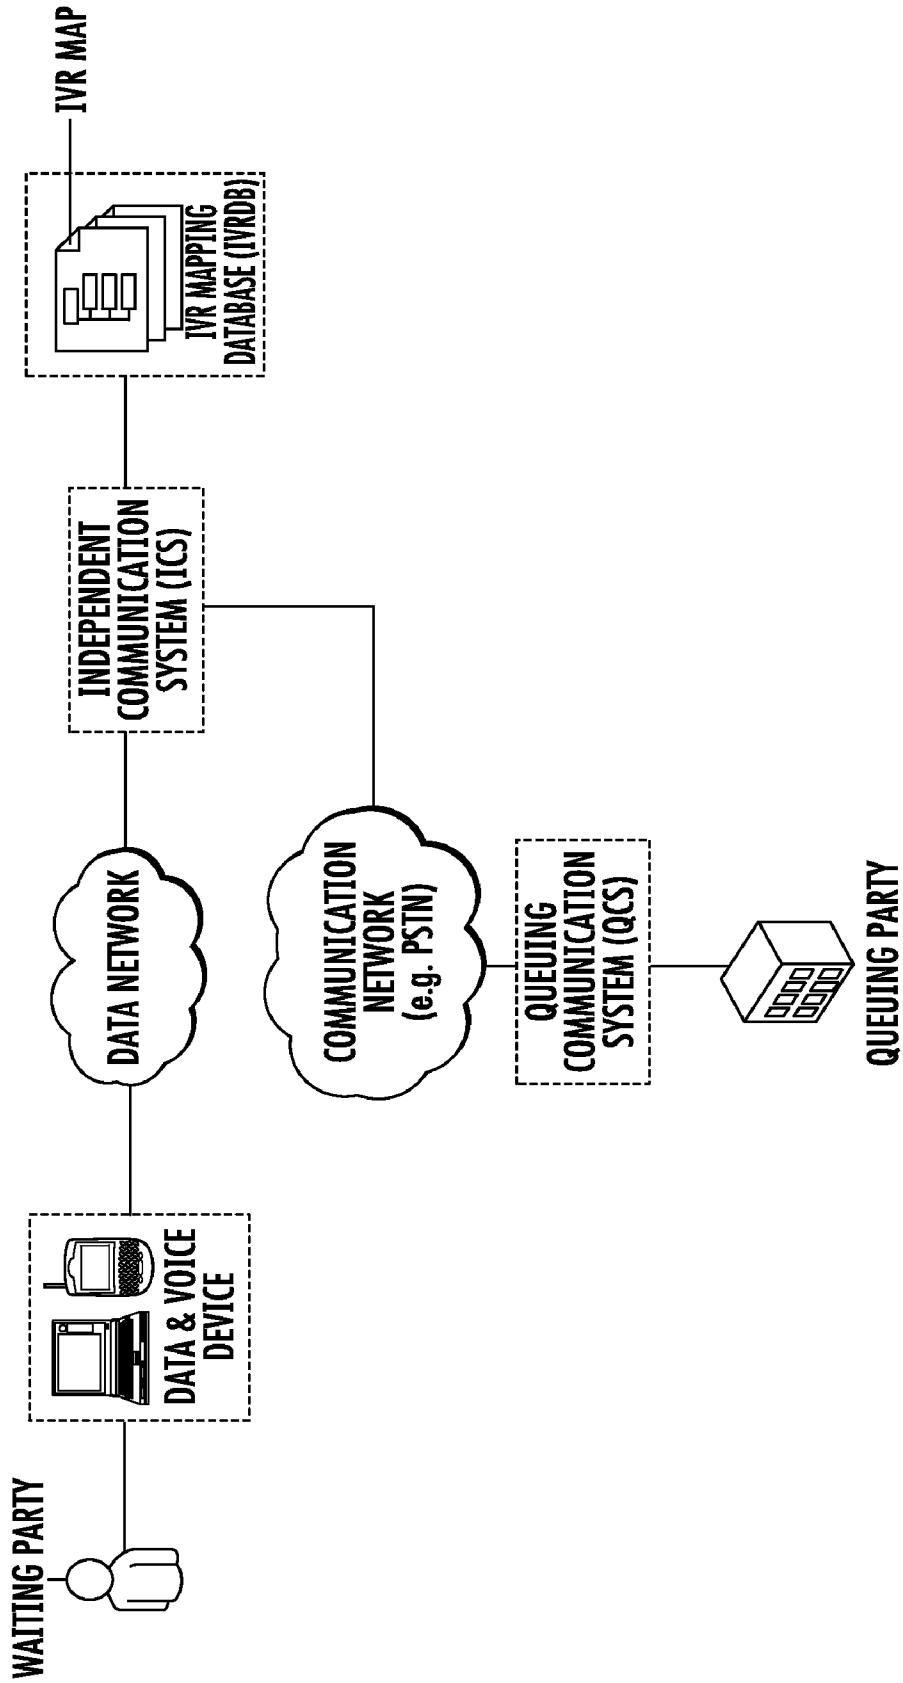 WAITING PARTY
DATA & VOICE
DEVICE
DATA NETWORK
INDEPENDENT
COMMUNICATION
SYSTEM (ICS)
IVR MAPPING
DATABASE (IVRDB)
IVR MAP
COMMUNICATION
NETWORK
(e.g. PSTN)
QUEUING
COMMUNICATION
SYSTEM (QCS)
QUEUING PARTY